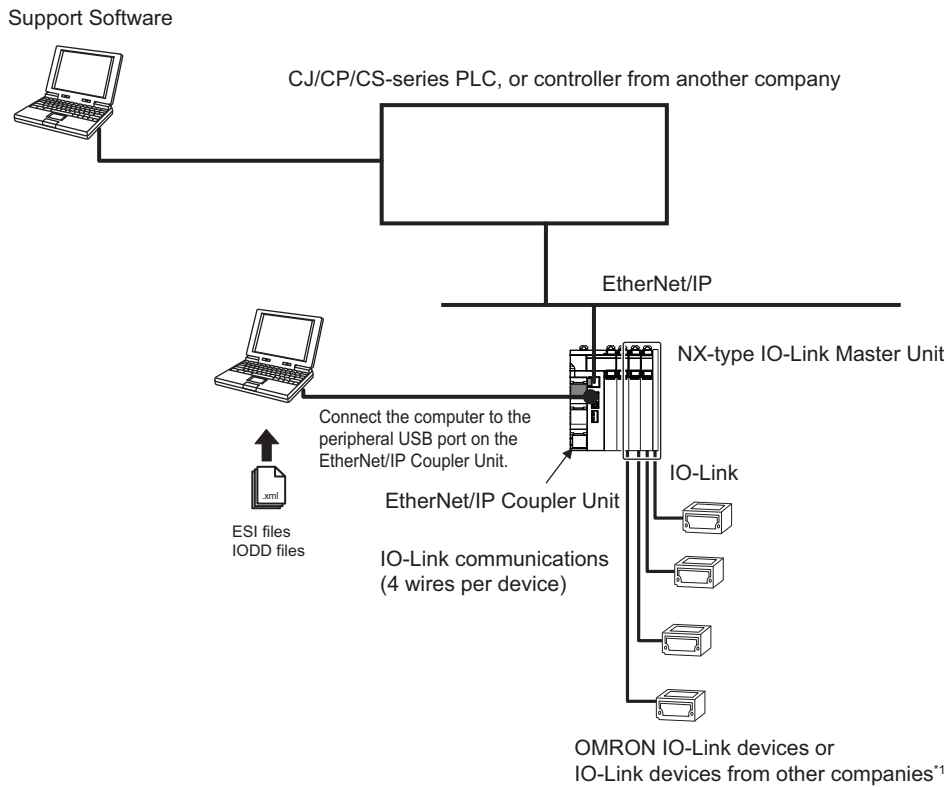 Support Software
CJ/CP/CS-series PLC, or controller from another company
EtherNet/IP
NX-type IO-Link Master Unit
Connect the computer to the
peripheral USB port on the
EtherNet/IP Coupler Unit.
.xml
ESI files
IODD files
EtherNet/IP Coupler Unit
IO-Link
IO-Link communications
(4 wires per device)
OMRON IO-Link devices or
IO-Link devices from other companies*1